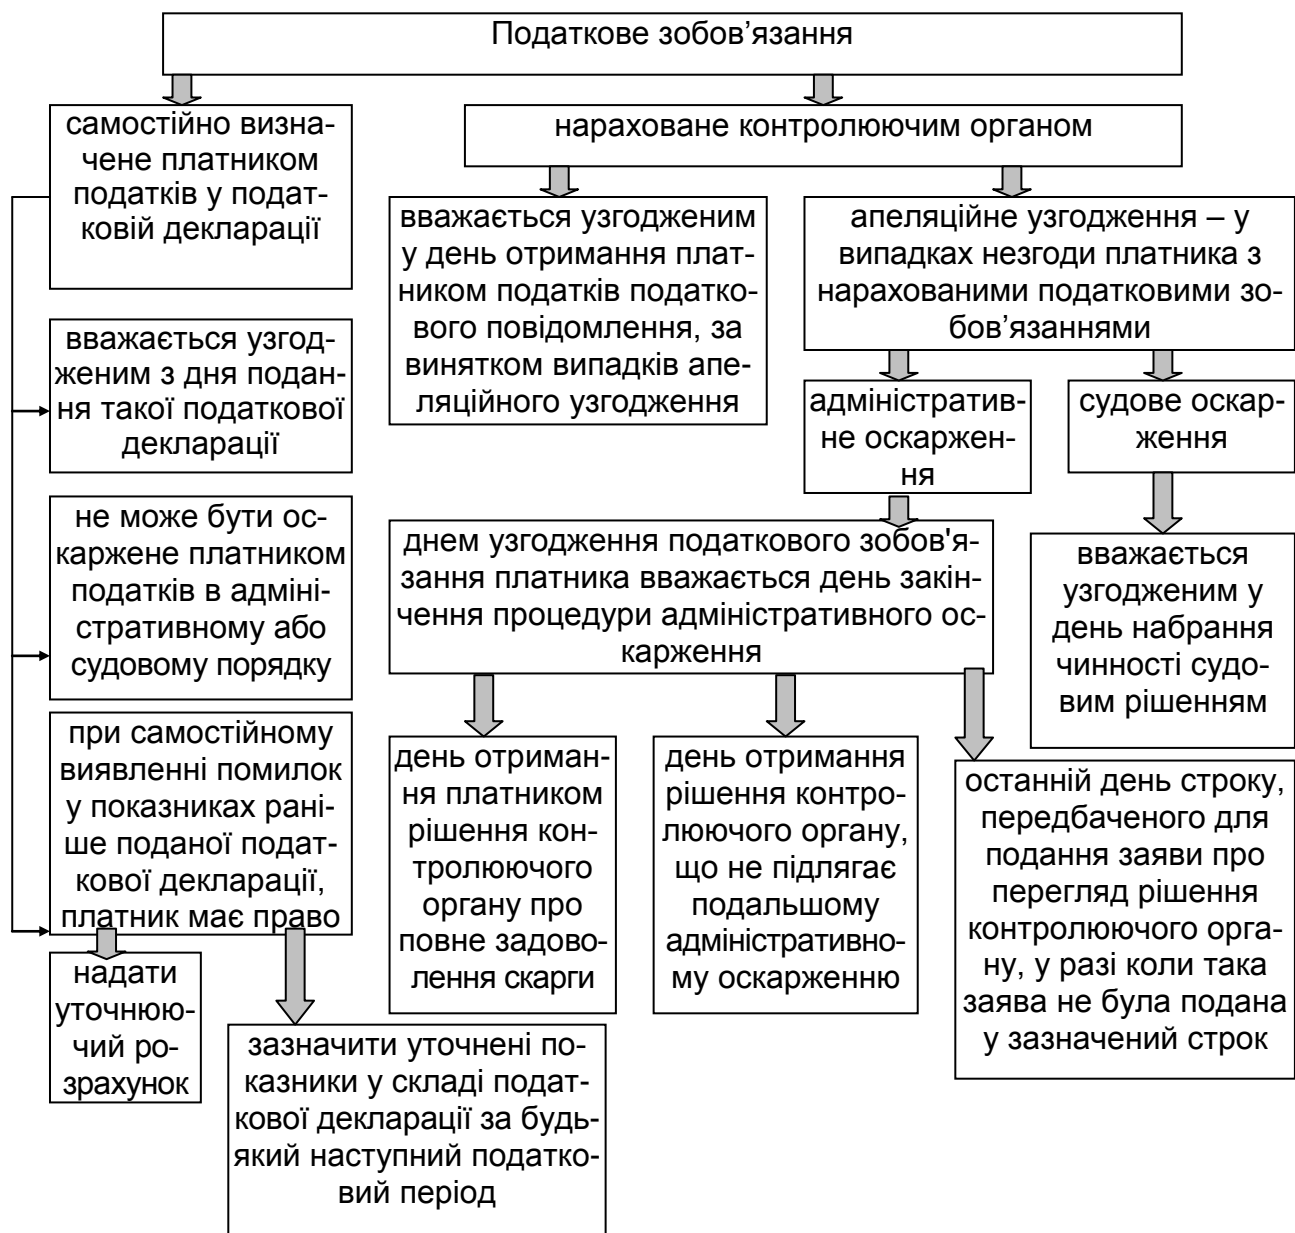 Податкове зобов’язання
самостійно визна-
чене платником
податків у подат-
ковій декларації
нараховане контролюючим органом
вважається узгодженим
у день отримання плат-
ником податків податко-
вого повідомлення, за
винятком випадків апе-
ляційного узгодження
апеляційне узгодження – у
випадках незгоди платника з
нарахованими податковими зо-
бов’язаннями
вважається узгод-
женим з дня подан-
ня такої податкової
декларації
адміністратив-
не оскаржен-
ня
судове оскар-
ження
не може бути ос-
каржене платником
податків в адміні-
стративному або
судовому порядку
днем узгодження податкового зобов'я-
зання платника вважається день закін-
чення процедури адміністративного ос-
карження
вважається
узгодженим у
день набрання
чинності судо-
вим рішенням
при самостійному
виявленні помилок
у показниках рані-
ше поданої подат-
кової декларації,
платник має право
день отриман-
ня платником
рішення кон-
тролюючого
органу про
повне задово-
лення скарги
день отримання
рішення контро-
люючого органу,
що не підлягає
подальшому
адміністративно-
му оскарженню
останній день строку,
передбаченого для
подання заяви про
перегляд рішення
контролюючого орга-
ну, у разі коли така
заява не була подана
у зазначений строк
надати
уточнюю-
чий ро-
зрахунок
зазначити уточнені по-
казники у складі подат-
кової декларації за будь-
який наступний податко-
вий період